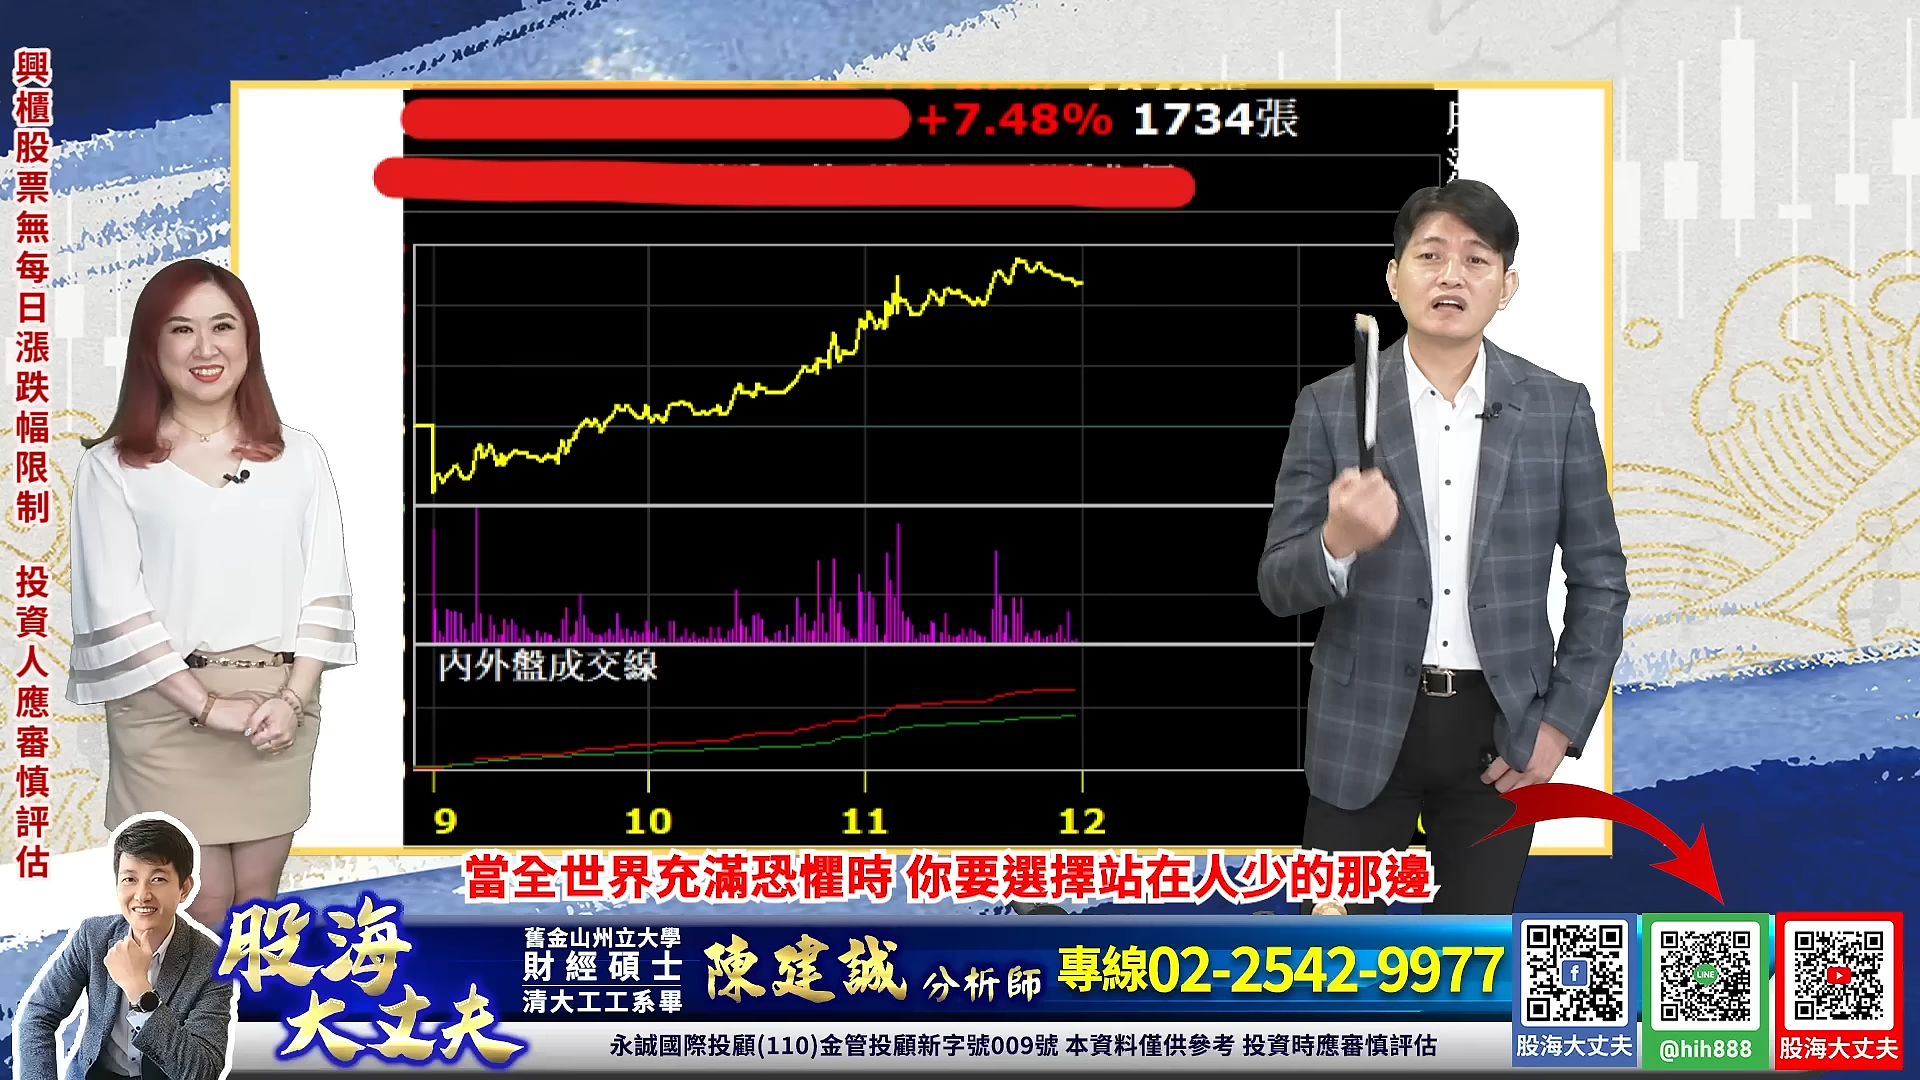 興櫃股票無每日漲跌幅限制 投資人應審慎評估
+7.48% 1734張
內外盤成交線
9 10 11 12
當全世界充滿恐懼時 你要選擇站在人少的那邊
股海大丈夫
舊金山州立大學
財經碩士
清大工工系畢
陳建誠 分析師
專線02-2542-9977
永誠國際投顧(110)金管投顧新字號009號 本資料僅供參考 投資時應審慎評估
股海大丈夫
LINE
@hih888
股海大丈夫